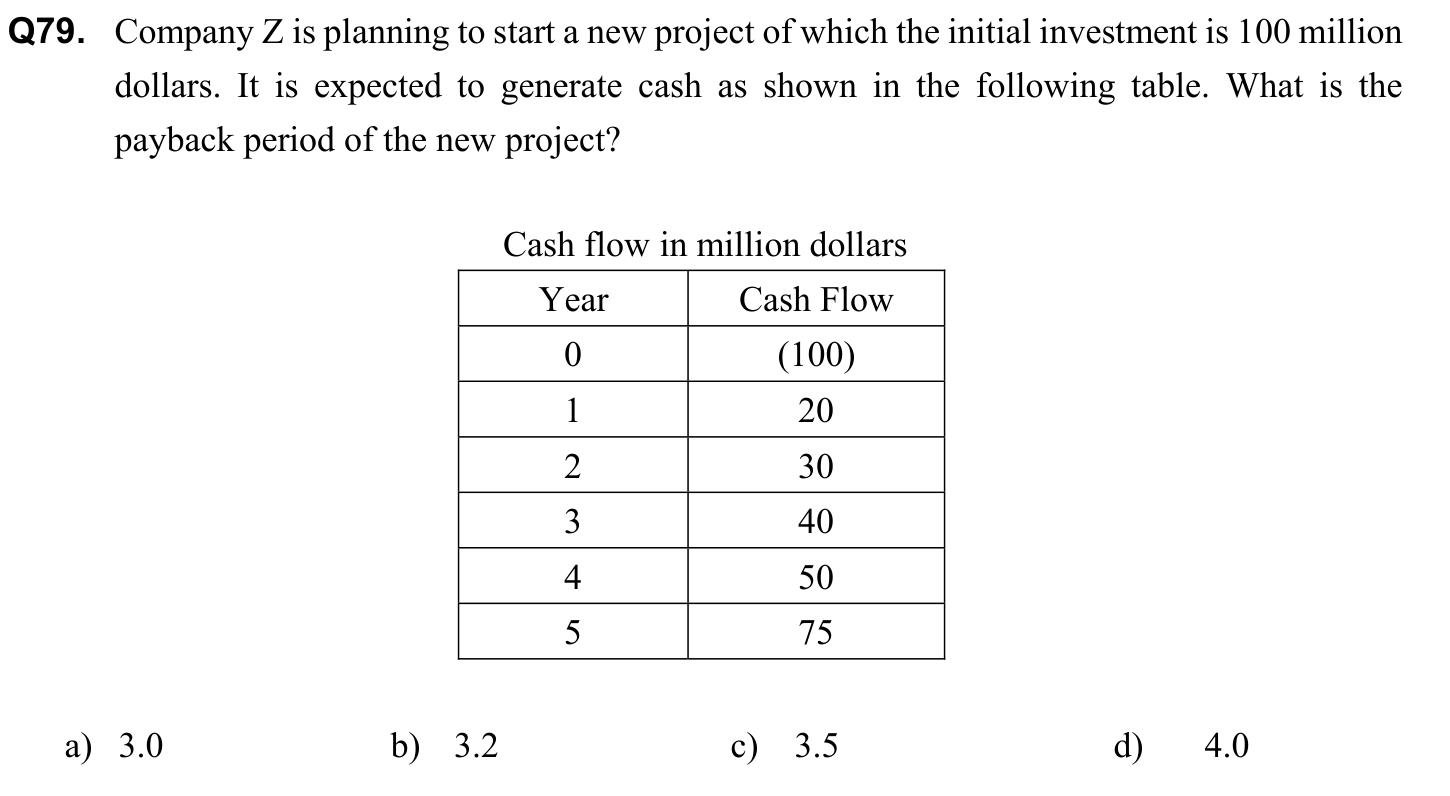 Q79. Company Z is planning to start a new project of which the initial investment is 100 million
dollars. It is expected to generate cash as shown in the following table. What is the
payback period of the new project?
Cash flow in million dollars
Year Cash Flow
0 (100)
1 20
2 30
3 40
4 50
5 75
a) 3.0 b) 3.2 c) 3.5 d) 4.0